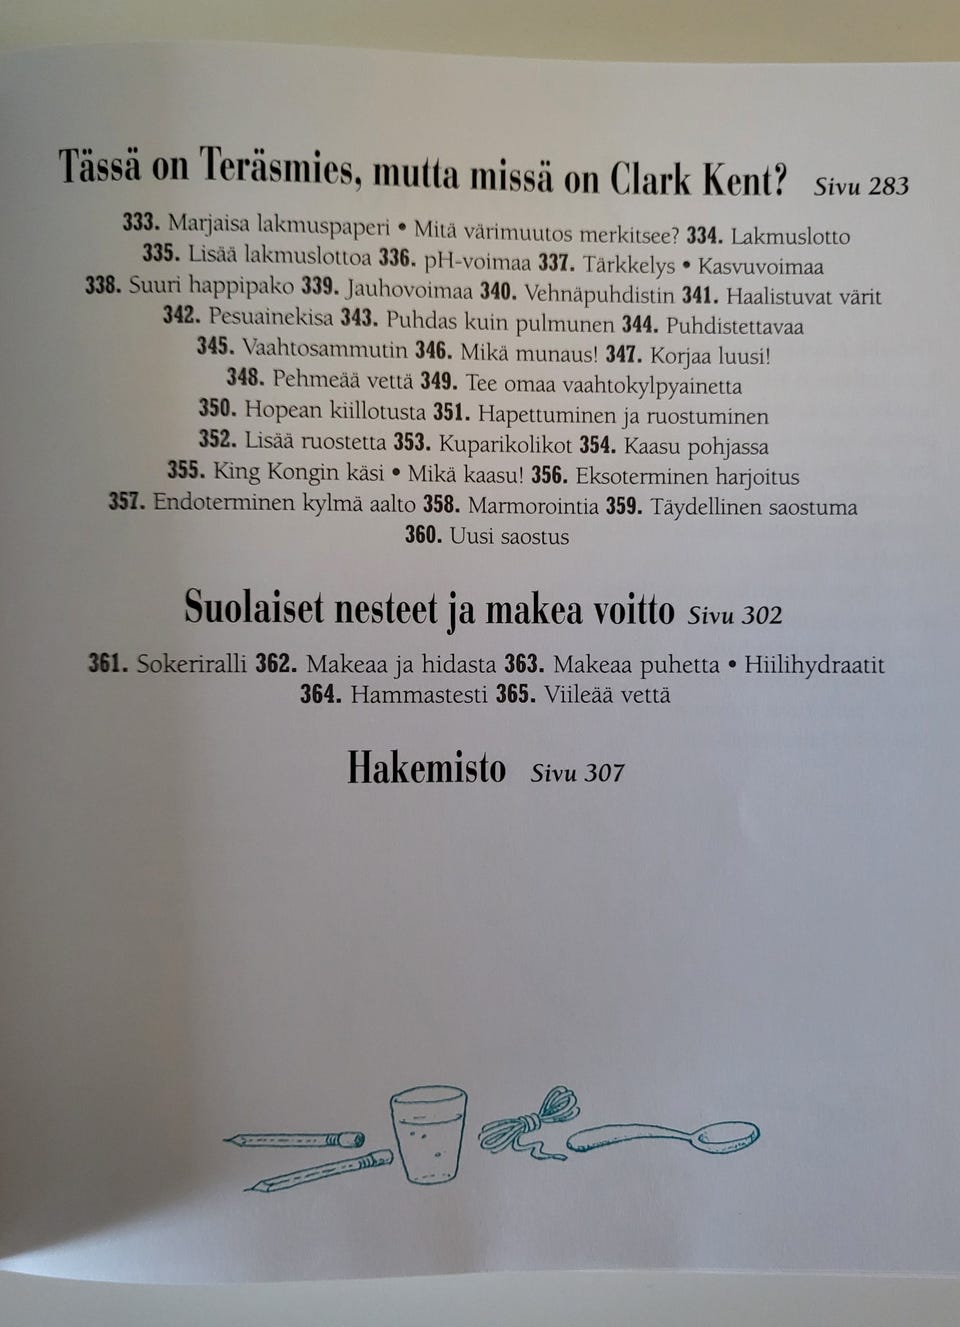 Tässä on Teräsmies, mutta missä on Clark Kent? Sivu 283
333. Marjaisa lakmuspaperi • Mitä värimuutos merkitsee? 334. Lakmuslotto
335. Lisää lakmuslottoa 336. pH-voimaa 337. Tärkkelys • Kasvuvoimaa
338. Suuri happipako 339. Jauhovoimaa 340. Vehnäpuhdistin 341. Haalistuvat värit
342. Pesuainekisa 343. Puhdas kuin pulmunen 344. Puhdistettavaa
345. Vaahtosammutin 346. Mikä munaus! 347. Korjaa luusi!
348. Pehmeää vettä 349. Tee omaa vaahtokylpyainetta
350. Hopean kiillotusta 351. Hapettuminen ja ruostuminen
352. Lisää ruostetta 353. Kuparikolikot 354. Kaasu pohjassa
355. King Kongin käsi • Mikä kaasu! 356. Eksoterminen harjoitus
357. Endoterminen kylmä aalto 358. Marmorointia 359. Täydellinen saostuma
360. Uusi saostus
Suolaiset nesteet ja makea voitto Sivu 302
361. Sokeriralli 362. Makeaa ja hidasta 363. Makeaa puhetta • Hiilihydraatit
364. Hammastesti 365. Viileää vettä
Hakemisto Sivu 307